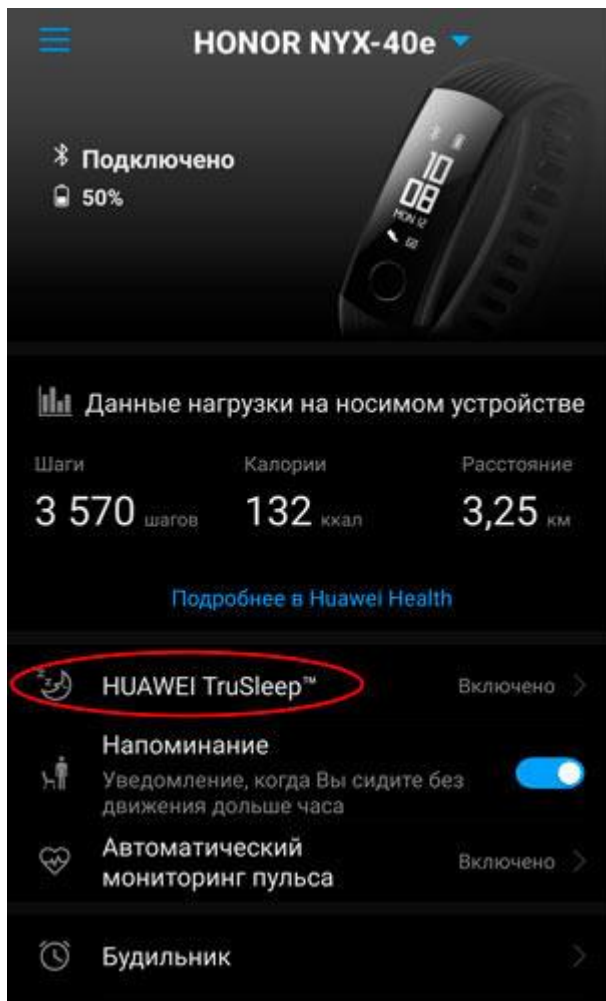 HONOR NYX-40e
Подключено
50%
10
08
MON 12
Данные нагрузки на носимом устройстве
Шаги Калории Расстояние
3 570 шагов 132 ккал 3,25 км
Подробнее в Huawei Health
HUAWEI TruSleep™ Включено
Напоминание
Уведомление, когда Вы сидите без
движения дольше часа
Автоматический
мониторинг пульса
Включено
Будильник